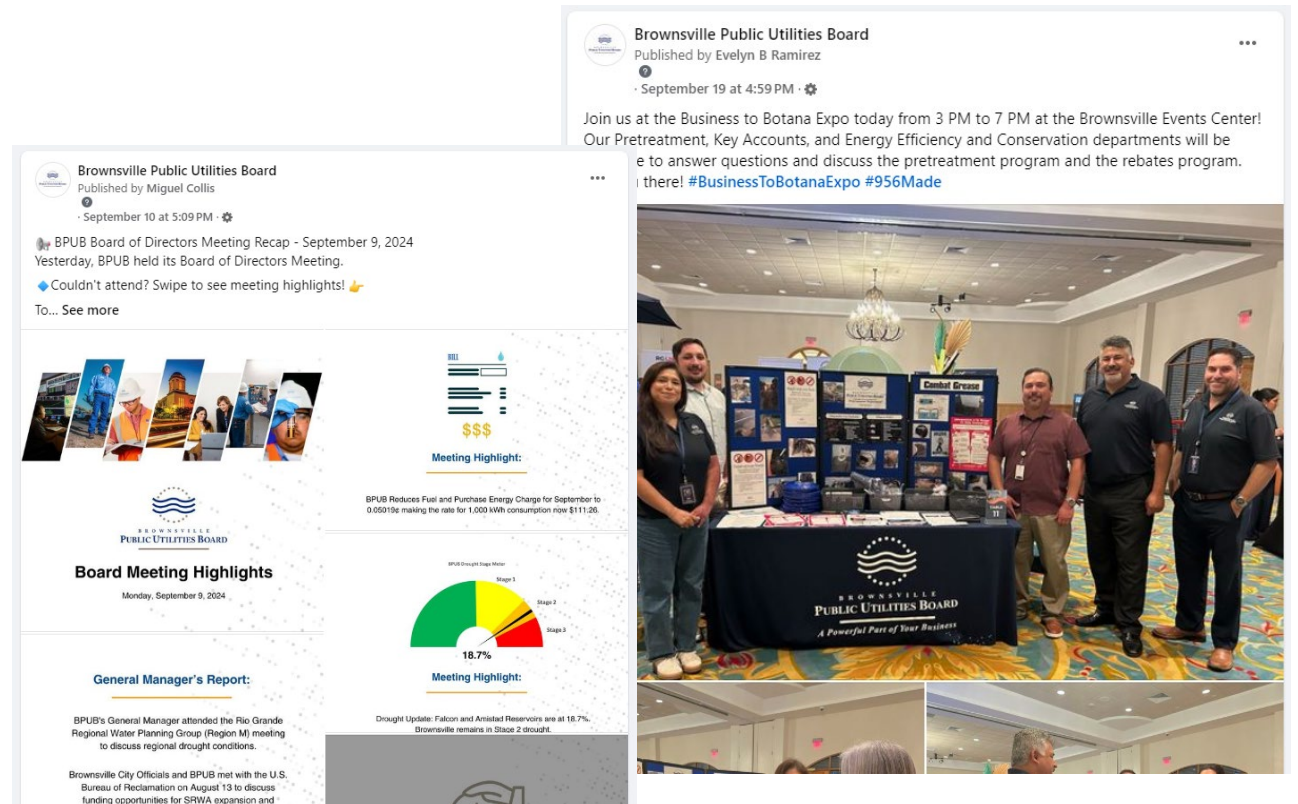 Brownsville Public Utilities Board
Published by Evelyn B Ramirez
· September 19 at 4:59 PM ·
Join us at the Business to Botana Expo today from 3 PM to 7 PM at the Brownsville Events Center!
Our Pretreatment, Key Accounts, and Energy Efficiency and Conservation departments will be
to answer questions and discuss the pretreatment program and the rebates program.
there! #BusinessToBotanaExpo #956Made
Combat Grease
TABLE
11
BROWNSVILLE
PUBLIC UTILITIES BOARD
A Powerful Part of Your Business
Brownsville Public Utilities Board
Published by Miguel Collis
· September 10 at 5:09 PM ·
BPUB Board of Directors Meeting Recap - September 9, 2024
Yesterday, BPUB held its Board of Directors Meeting.
Couldn't attend? Swipe to see meeting highlights!
To... See more
BROWNSVILLE
PUBLIC UTILITIES BOARD
Board Meeting Highlights
Monday, September 9, 2024
BILL
$$$
Meeting Highlight:
BPUB Reduces Fuel and Purchase Energy Charge for September to
0.05019¢ making the rate for 1,000 kWh consumption now $111.26.
BPUB Drought Stage Meter
Stage 1
Stage 2
Stage 3
18.7%
Meeting Highlight:
Drought Update: Falcon and Amistad Reservoirs are at 18.7%.
Brownsville remains in Stage 2 drought.
General Manager's Report:
BPUB's General Manager attended the Rio Grande
Regional Water Planning Group (Region M) meeting
to discuss regional drought conditions.
Brownsville City Officials and BPUB met with the U.S.
Bureau of Reclamation on August 13 to discuss
funding opportunities for SRWA expansion and